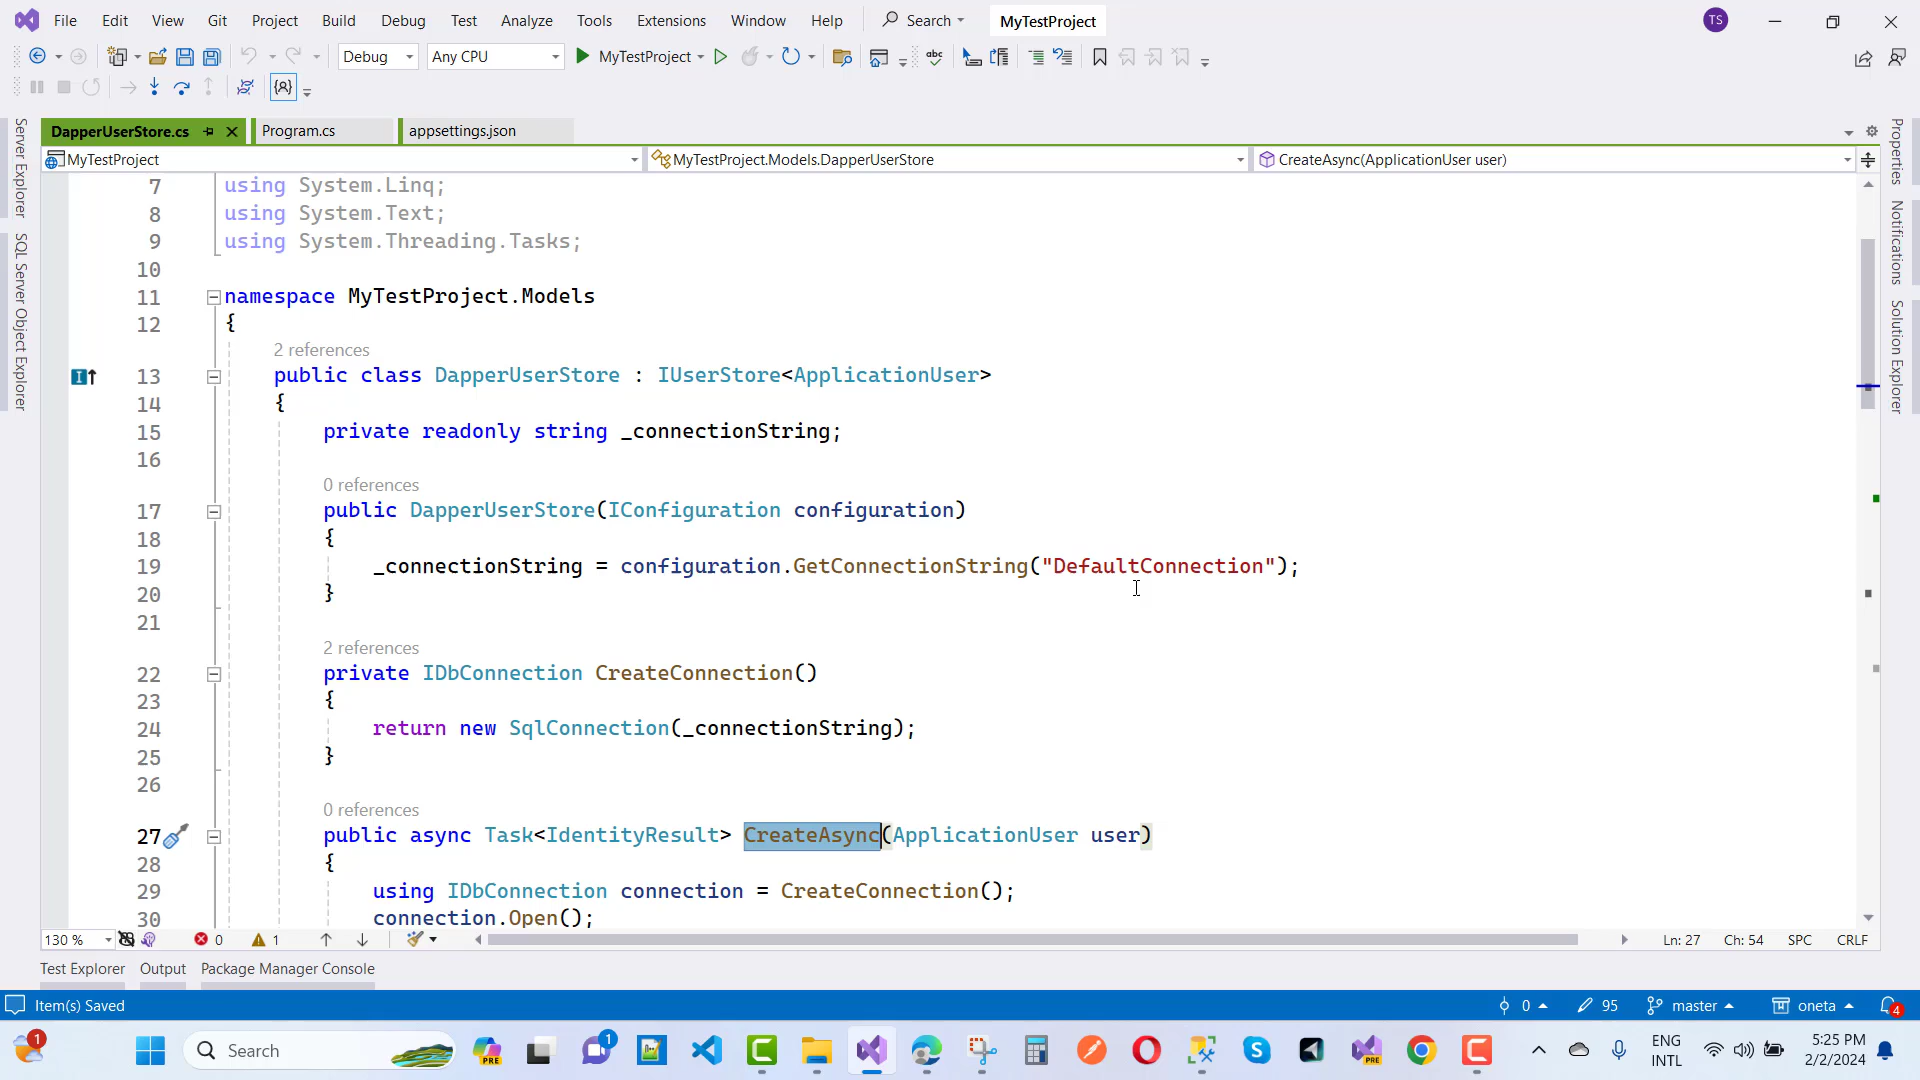 File Edit View Git Project Build Debug Test Analyze Tools Extensions Window Help Search MyTestProject TS
Debug Any CPU MyTestProject
DapperUserStore.cs Program.cs appsettings.json
MyTestProject MyTestProject.Models.DapperUserStore CreateAsync(ApplicationUser user)
Server Explorer
SQL Server Object Explorer
Properties
Notifications
Solution Explorer
7 using System.Linq;
8 using System.Text;
9 using System.Threading.Tasks;
10
11 namespace MyTestProject.Models
12 {
2 references
13 public class DapperUserStore : IUserStore<ApplicationUser>
14 {
15 private readonly string _connectionString;
16
0 references
17 public DapperUserStore(IConfiguration configuration)
18 {
19 _connectionString = configuration.GetConnectionString("DefaultConnection");
20 }
21
2 references
22 private IDbConnection CreateConnection()
23 {
24 return new SqlConnection(_connectionString);
25 }
26
0 references
27 public async Task<IdentityResult> CreateAsync(ApplicationUser user)
28 {
29 using IDbConnection connection = CreateConnection();
30 connection.Open();
130 % 0 1 Ln: 27 Ch: 54 SPC CRLF
Test Explorer Output Package Manager Console
Item(s) Saved 0 95 master oneta 4
1 Search PRE 1 PRE ENG 5:25 PM
INTL 2/2/2024